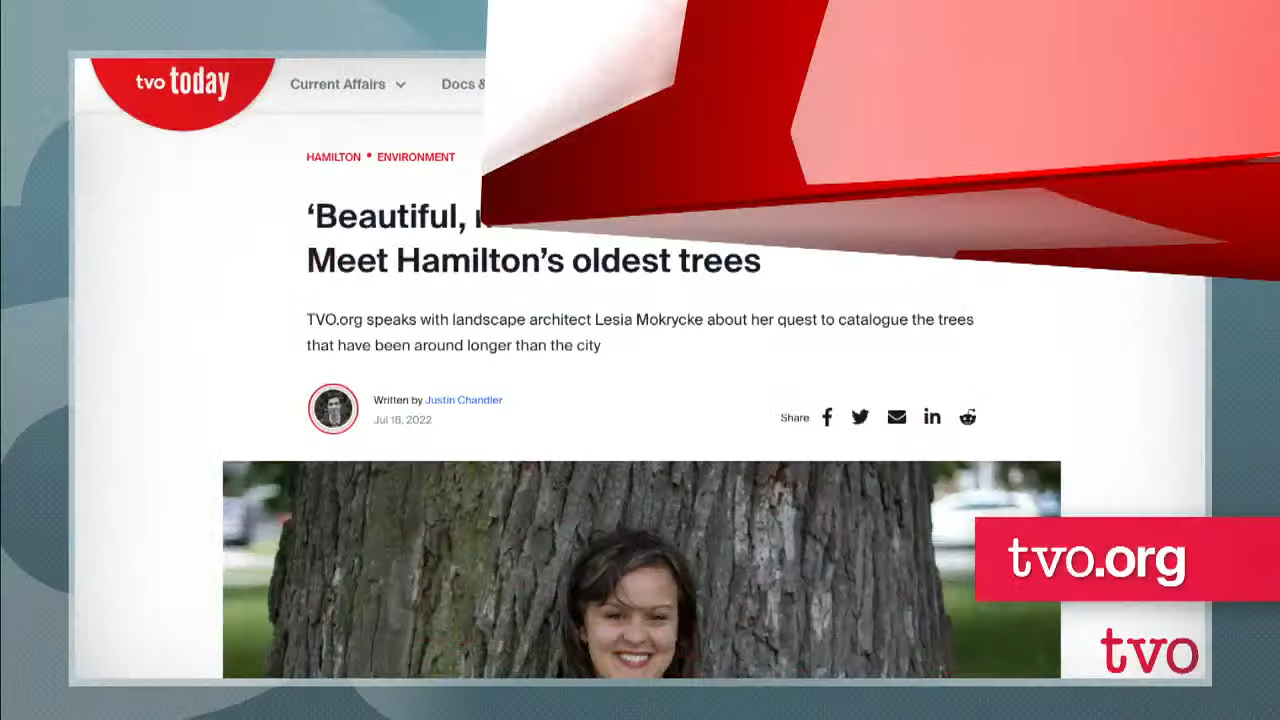 tvo today
Current Affairs
Docs &
HAMILTON • ENVIRONMENT
‘Beautiful,
Meet Hamilton’s oldest trees
TVO.org speaks with landscape architect Lesia Mokrycke about her quest to catalogue the trees
that have been around longer than the city
Written by Justin Chandler
Jul 18, 2022
Share
tvo.org
tvo